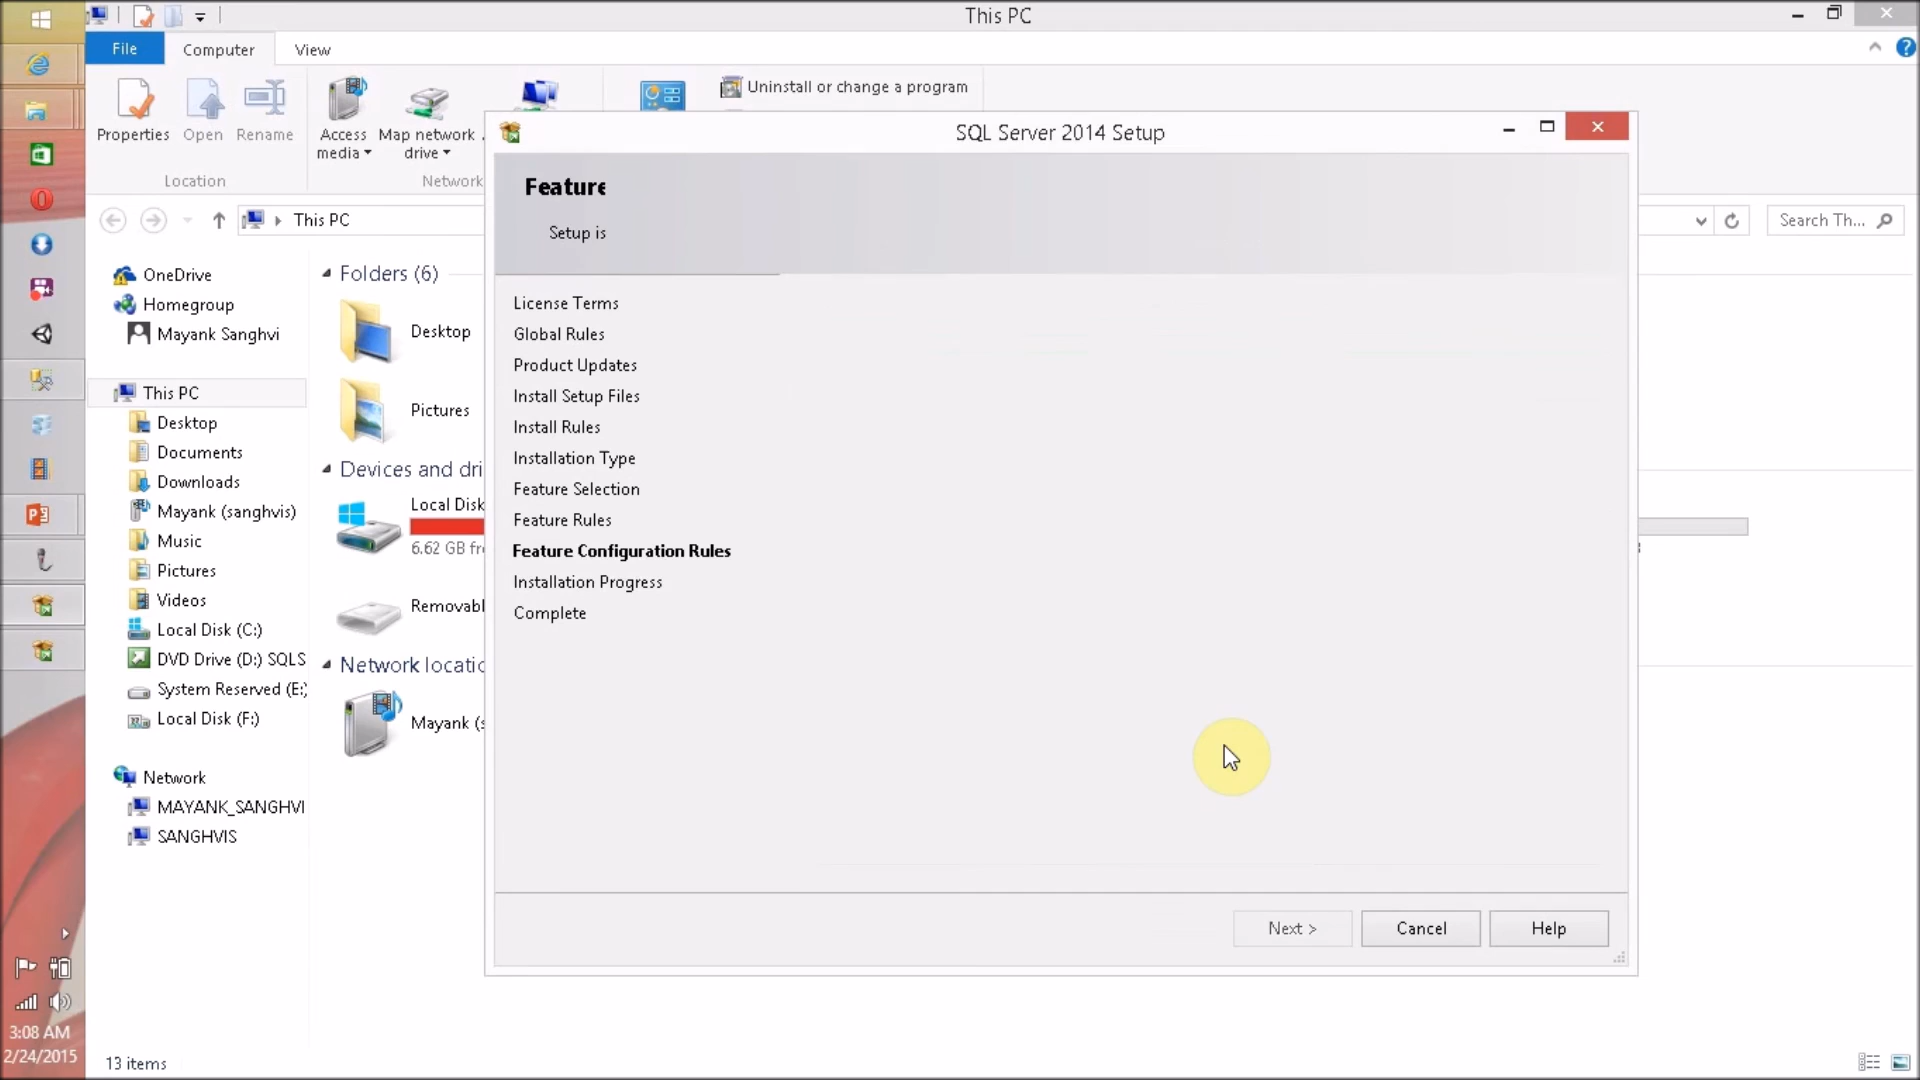 This PC
File
Computer
View
Properties
Open
Rename
Access media
Map network drive
Uninstall or change a program
Location
Network
This PC
Search Th...
OneDrive
Homegroup
Mayank Sanghvi
This PC
Desktop
Documents
Downloads
Mayank (sanghvis)
Music
Pictures
Videos
Local Disk (C:)
DVD Drive (D:) SQLS
System Reserved (E:)
Local Disk (F:)
Network
MAYANK_SANGHVI
SANGHVIS
Folders (6)
Desktop
Pictures
Devices and dri
Local Disk
6.62 GB fr
Removabl
Network locatic
Mayank (s
SQL Server 2014 Setup
Feature
Setup is
License Terms
Global Rules
Product Updates
Install Setup Files
Install Rules
Installation Type
Feature Selection
Feature Rules
Feature Configuration Rules
Installation Progress
Complete
Next >
Cancel
Help
3:08 AM
2/24/2015
13 items